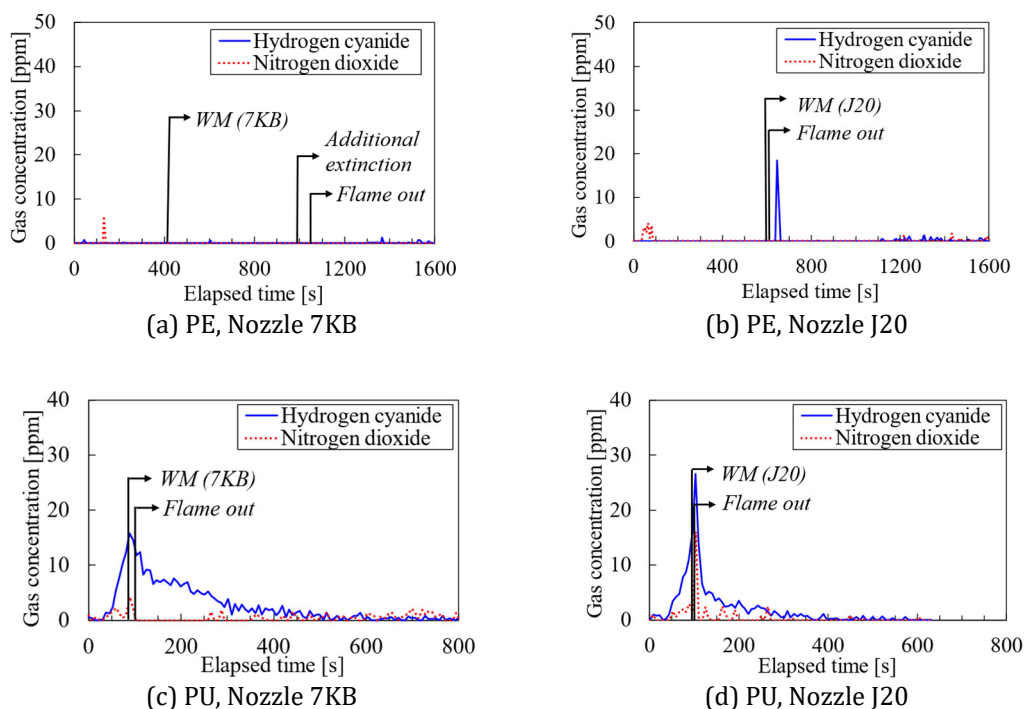 Gas concentration [ppm]
50
40
30
20
10
0
Hydrogen cyanide
Nitrogen dioxide
WM (7KB)
Additional
extinction
Flame out
0 400 800 1200 1600
Elapsed time [s]
(a) PE, Nozzle 7KB
Gas concentration [ppm]
50
40
30
20
10
0
Hydrogen cyanide
Nitrogen dioxide
WM (J20)
Flame out
0 400 800 1200 1600
Elapsed time [s]
(b) PE, Nozzle J20
Gas concentration [ppm]
40
30
20
10
0
Hydrogen cyanide
Nitrogen dioxide
WM (7KB)
Flame out
0 200 400 600 800
Elapsed time [s]
(c) PU, Nozzle 7KB
Gas concentration [ppm]
40
30
20
10
0
Hydrogen cyanide
Nitrogen dioxide
WM (J20)
Flame out
0 200 400 600 800
Elapsed time [s]
(d) PU, Nozzle J20